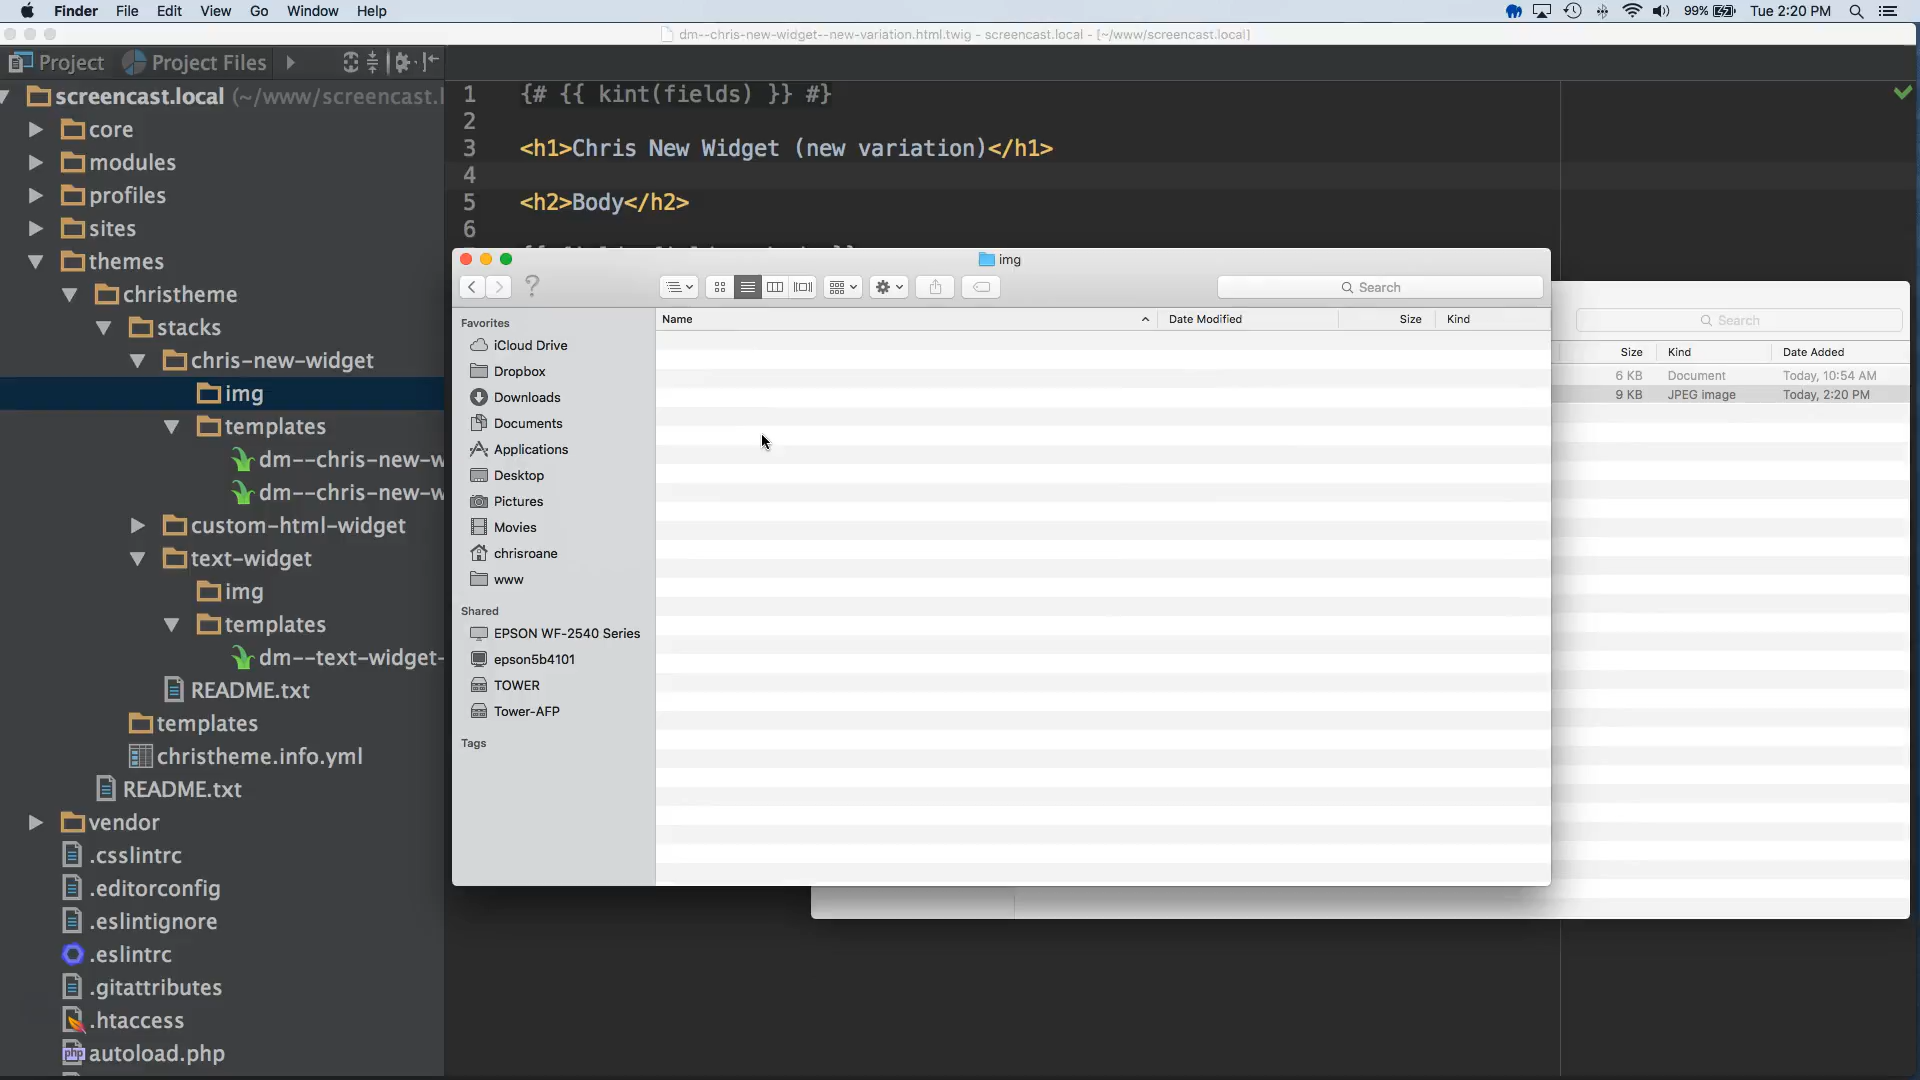 Finder File Edit View Go Window Help 99% Tue 2:20 PM
dm--chris-new-widget--new-variation.html.twig - screencast.local - [~/www/screencast.local]
Project Project Files
screencast.local (~/www/screencast.l
core
modules
profiles
sites
themes
christheme
stacks
chris-new-widget
img
templates
dm--chris-new-w
dm--chris-new-w
custom-html-widget
text-widget
img
templates
dm--text-widget-
README.txt
templates
christheme.info.yml
README.txt
vendor
.csslintrc
.editorconfig
.eslintignore
.eslintrc
.gitattributes
.htaccess
php autoload.php
1 {# {{ kint(fields) }} #}
2
3 <h1>Chris New Widget (new variation)</h1>
4
5 <h2>Body</h2>
6
img
Search
Favorites
iCloud Drive
Dropbox
Downloads
Documents
Applications
Desktop
Pictures
Movies
chrisroane
www
Shared
EPSON WF-2540 Series
epson5b4101
TOWER
Tower-AFP
Tags
Name Date Modified Size Kind
Search
Size Kind Date Added
6 KB Document Today, 10:54 AM
9 KB JPEG image Today, 2:20 PM